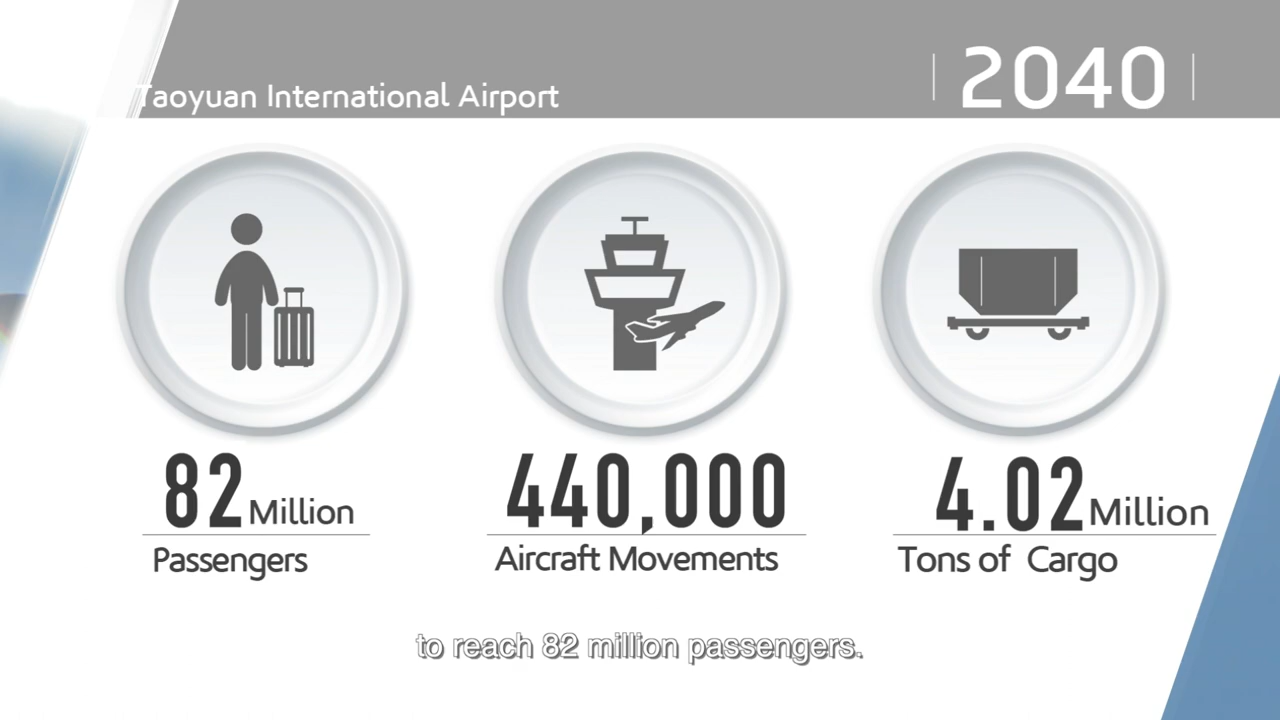 Taoyuan International Airport
2040
82 Million
Passengers
440,000
Aircraft Movements
4.02 Million
Tons of Cargo
to reach 82 million passengers.